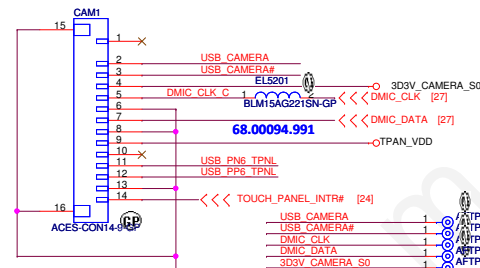 CAM1
15
1
2 USB_CAMERA
3 USB_CAMERA#
EL5201
4 3D3V_CAMERA_S0
5 DMIC_CLK_C 1 2 DMIC_CLK [27]
BLM15AG221SN-GP
6
7 DMIC_DATA [27]
68.00094.991
8
9 TPAN_VDD
10
11 USB_PN6_TPNL
12 USB_PP6_TPNL
13
14 TOUCH_PANEL_INTR# [24]
16
GP
ACES-CON14-9-GP
USB_CAMERA 1
USB_CAMERA# 1
DMIC_CLK 1
DMIC_DATA 1
3D3V_CAMERA_S0 1